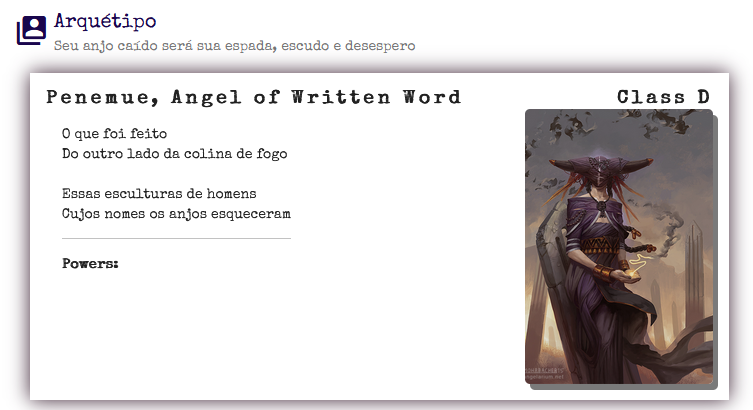 Arquétipo
Seu anjo caído será sua espada, escudo e desespero
Penemue, Angel of Written Word
Class D
O que foi feito
Do outro lado da colina de fogo
Essas esculturas de homens
Cujos nomes os anjos esqueceram
Powers: